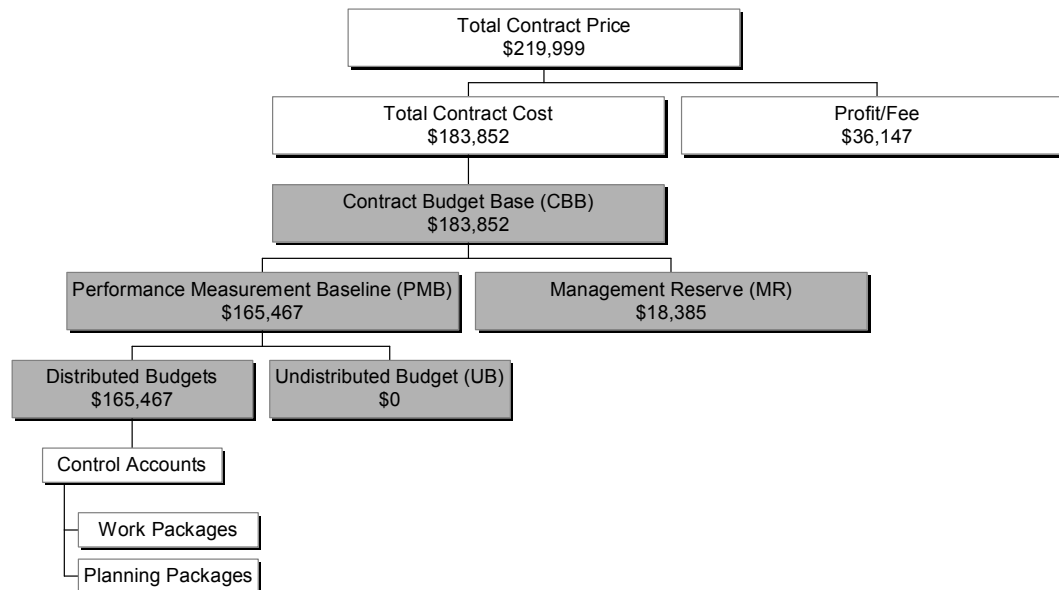 Total Contract Price
$219,999
Total Contract Cost
$183,852
Profit/Fee
$36,147
Contract Budget Base (CBB)
$183,852
Performance Measurement Baseline (PMB)
$165,467
Management Reserve (MR)
$18,385
Distributed Budgets
$165,467
Undistributed Budget (UB)
$0
Control Accounts
Work Packages
Planning Packages